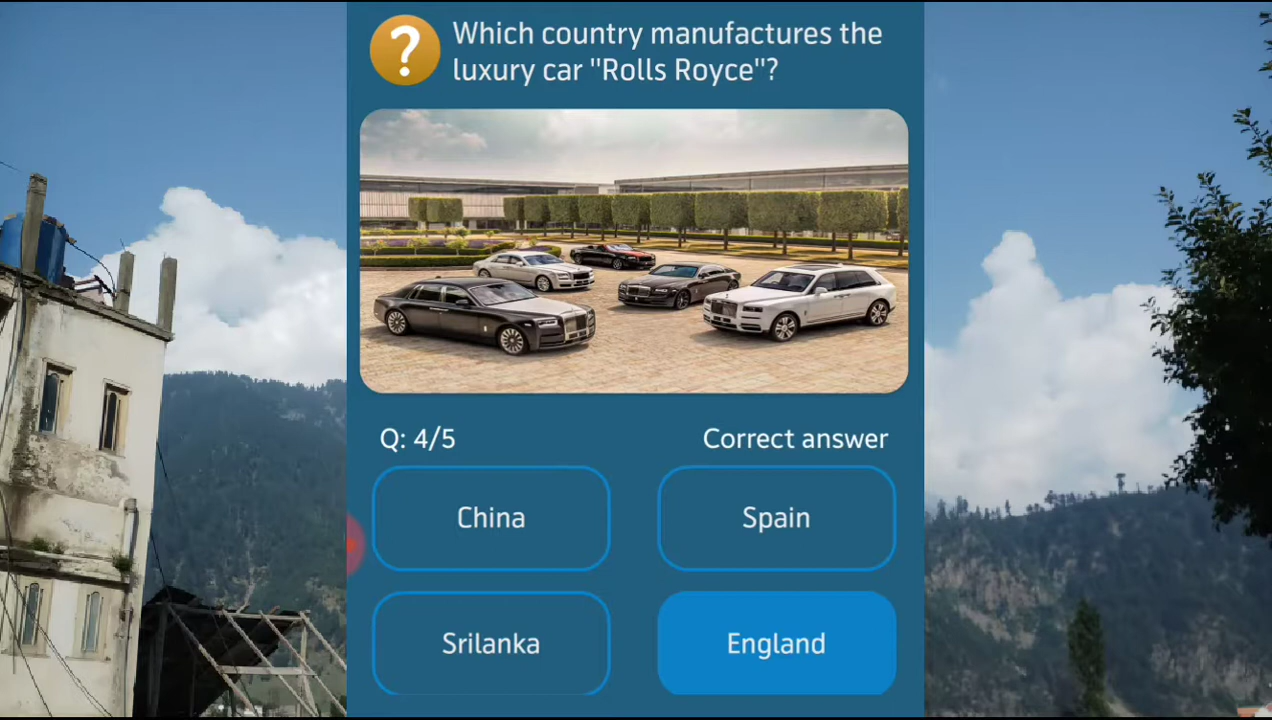 ?
Which country manufactures the
luxury car "Rolls Royce"?
Q: 4/5
Correct answer
China
Spain
Srilanka
England